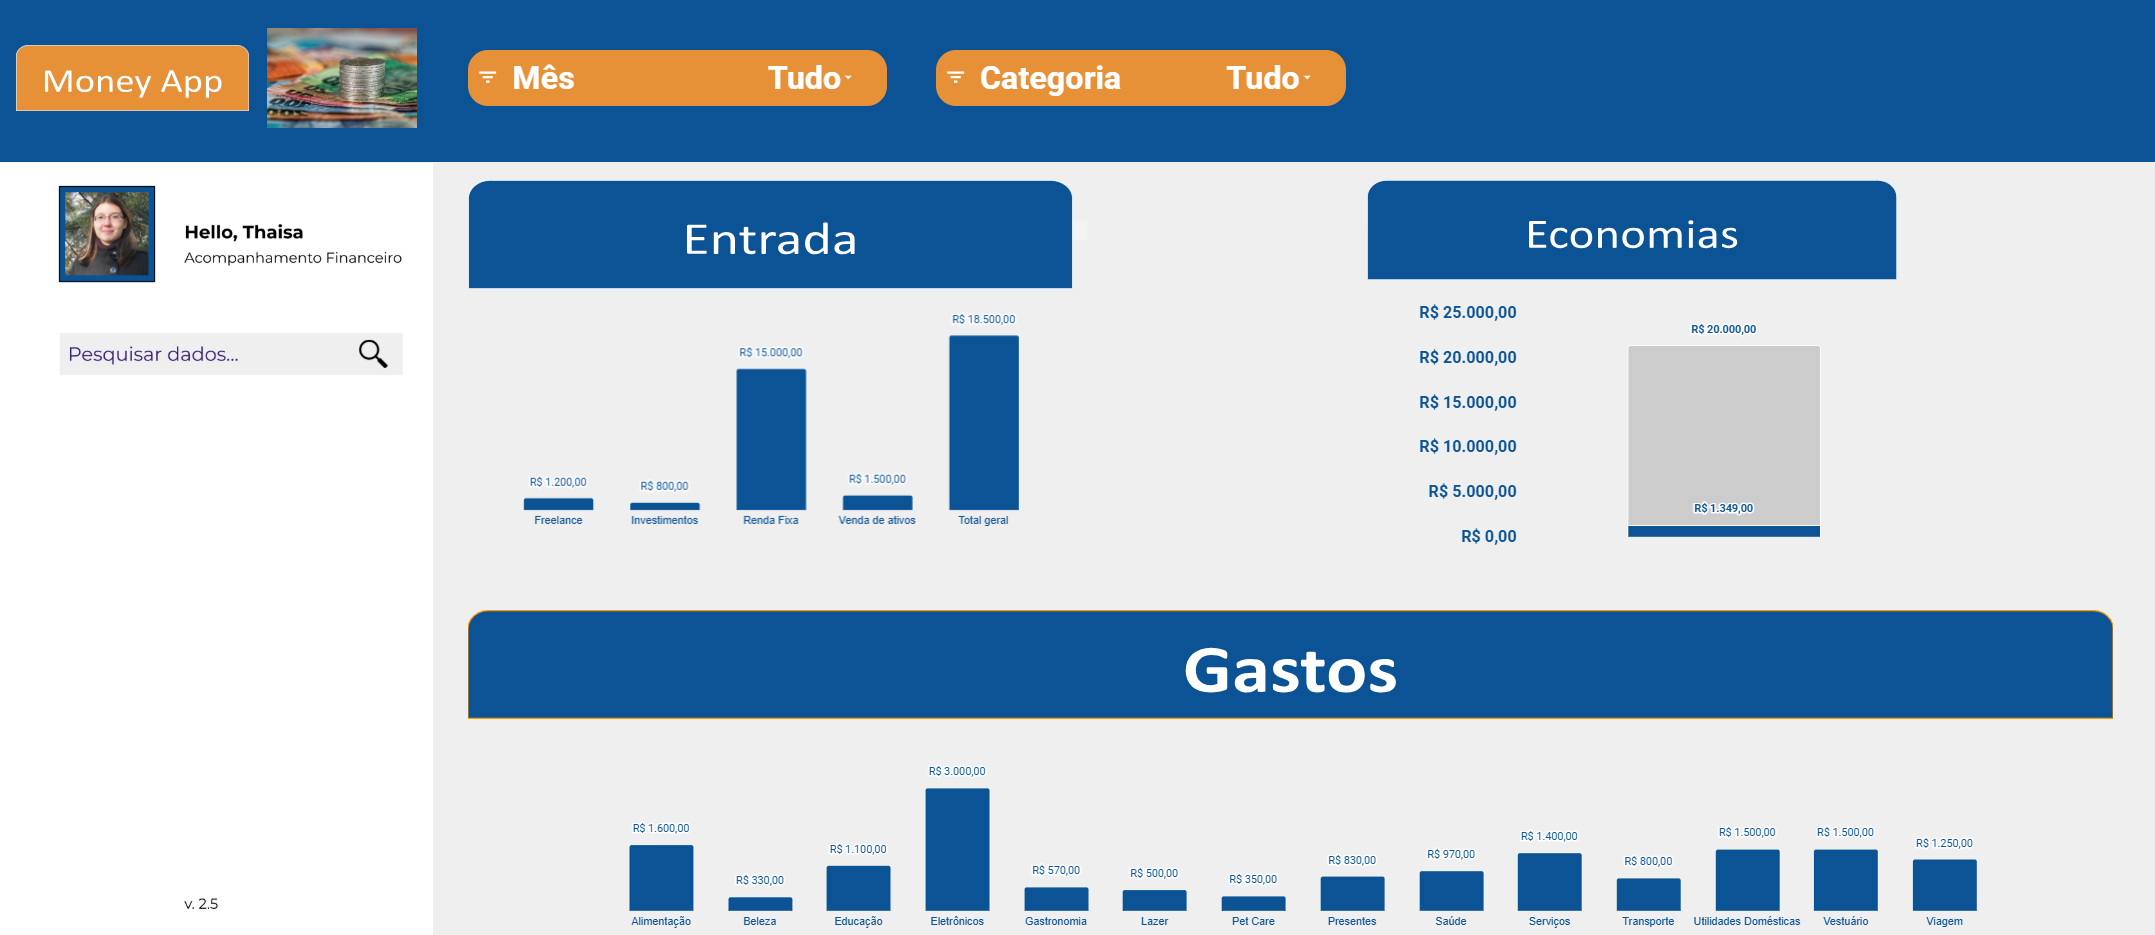 Money App
Mês Tudo
Categoria Tudo
Hello, Thaisa
Acompanhamento Financeiro
Pesquisar dados...
v. 2.5
Entrada
R$ 1.200,00
R$ 800,00
R$ 15.000,00
R$ 1.500,00
R$ 18.500,00
Freelance
Investimentos
Renda Fixa
Venda de ativos
Total geral
Economias
R$ 25.000,00
R$ 20.000,00
R$ 15.000,00
R$ 10.000,00
R$ 5.000,00
R$ 0,00
R$ 20.000,00
R$ 1.349,00
Gastos
R$ 1.600,00
R$ 330,00
R$ 1.100,00
R$ 3.000,00
R$ 570,00
R$ 500,00
R$ 350,00
R$ 830,00
R$ 970,00
R$ 1.400,00
R$ 800,00
R$ 1.500,00
R$ 1.500,00
R$ 1.250,00
Alimentação
Beleza
Educação
Eletrônicos
Gastronomia
Lazer
Pet Care
Presentes
Saúde
Serviços
Transporte
Utilidades Domésticas
Vestuário
Viagem